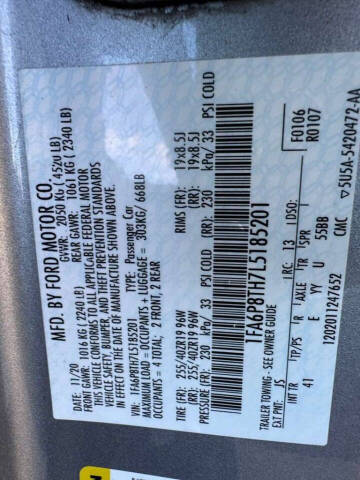 MFD. BY FORD MOTOR CO.
11/20 GVWR: 2050 KG ( 4520 LB)
FRONT GAWR: 1016 KG ( 2240 LB) REAR GAWR: 1061 KG ( 2340 LB)
THIS VEHICLE CONFORMS TO ALL APPLICABLE FEDERAL MOTOR
VEHICLE SAFETY, BUMPER, AND THEFT PREVENTION STANDARDS
IN EFFECT ON THE DATE OF MANUFACTURE SHOWN ABOVE.
VIN: 1FA6P8TH7L5185201
TYPE: Passenger Car
MAXIMUM LOAD = OCCUPANTS + LUGGAGE = 303KG / 668LB
OCCUPANTS = 4 TOTAL; 2 FRONT, 2 REAR
TIRE (FR) 255/40ZR19 96W RIMS (FR): 19x8.5J
TIRE (RR) 255/40ZR19 96W RIMS (RR): 19x8.5J
PRESSURE (FR) 230 kPa/ 33 PSI COLD (RR) 230 kPa/ 33 PSI COLD
1FA6P8TH7L5185201
F0106
R0107
TRAILER TOWING - SEE OWNER GUIDE
EXT PNT: JS RC: 13 DSO:
INT TR TP/PS R AXLE TR SPR
41 E YY U 55BB
CMC
1202011247652
5U5A-5420472-AA